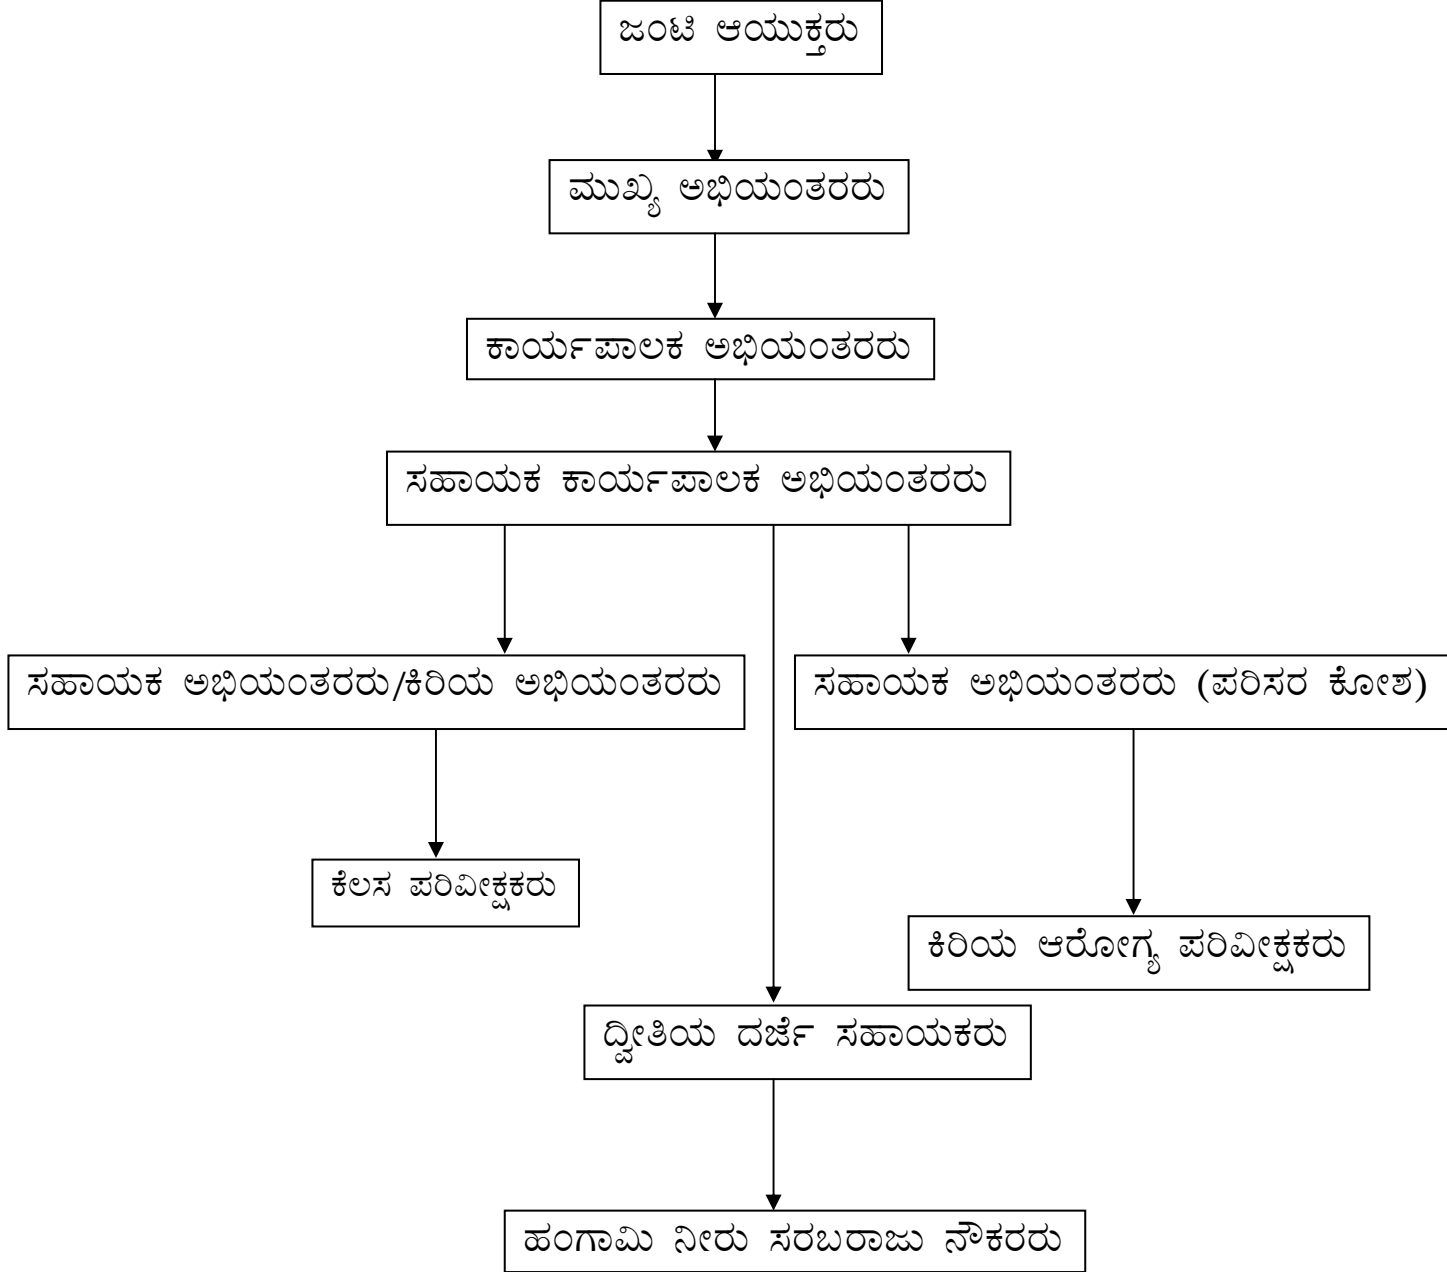 ಜಂಟಿ ಆಯುಕ್ತರು
ಮುಖ್ಯ ಅಭಿಯಂತರರು
ಕಾರ್ಯಪಾಲಕ ಅಭಿಯಂತರರು
ಸಹಾಯಕ ಕಾರ್ಯಪಾಲಕ ಅಭಿಯಂತರರು
ಸಹಾಯಕ ಅಭಿಯಂತರರು/ಕಿರಿಯ ಅಭಿಯಂತರರು
ಸಹಾಯಕ ಅಭಿಯಂತರರು (ಪರಿಸರ ಕೋಶ)
ಕೆಲಸ ಪರಿವೀಕ್ಷಕರು
ಕಿರಿಯ ಆರೋಗ್ಯ ಪರಿವೀಕ್ಷಕರು
ದ್ವೀತಿಯ ದರ್ಜೆ ಸಹಾಯಕರು
ಹಂಗಾಮಿ ನೀರು ಸರಬರಾಜು ನೌಕರರು